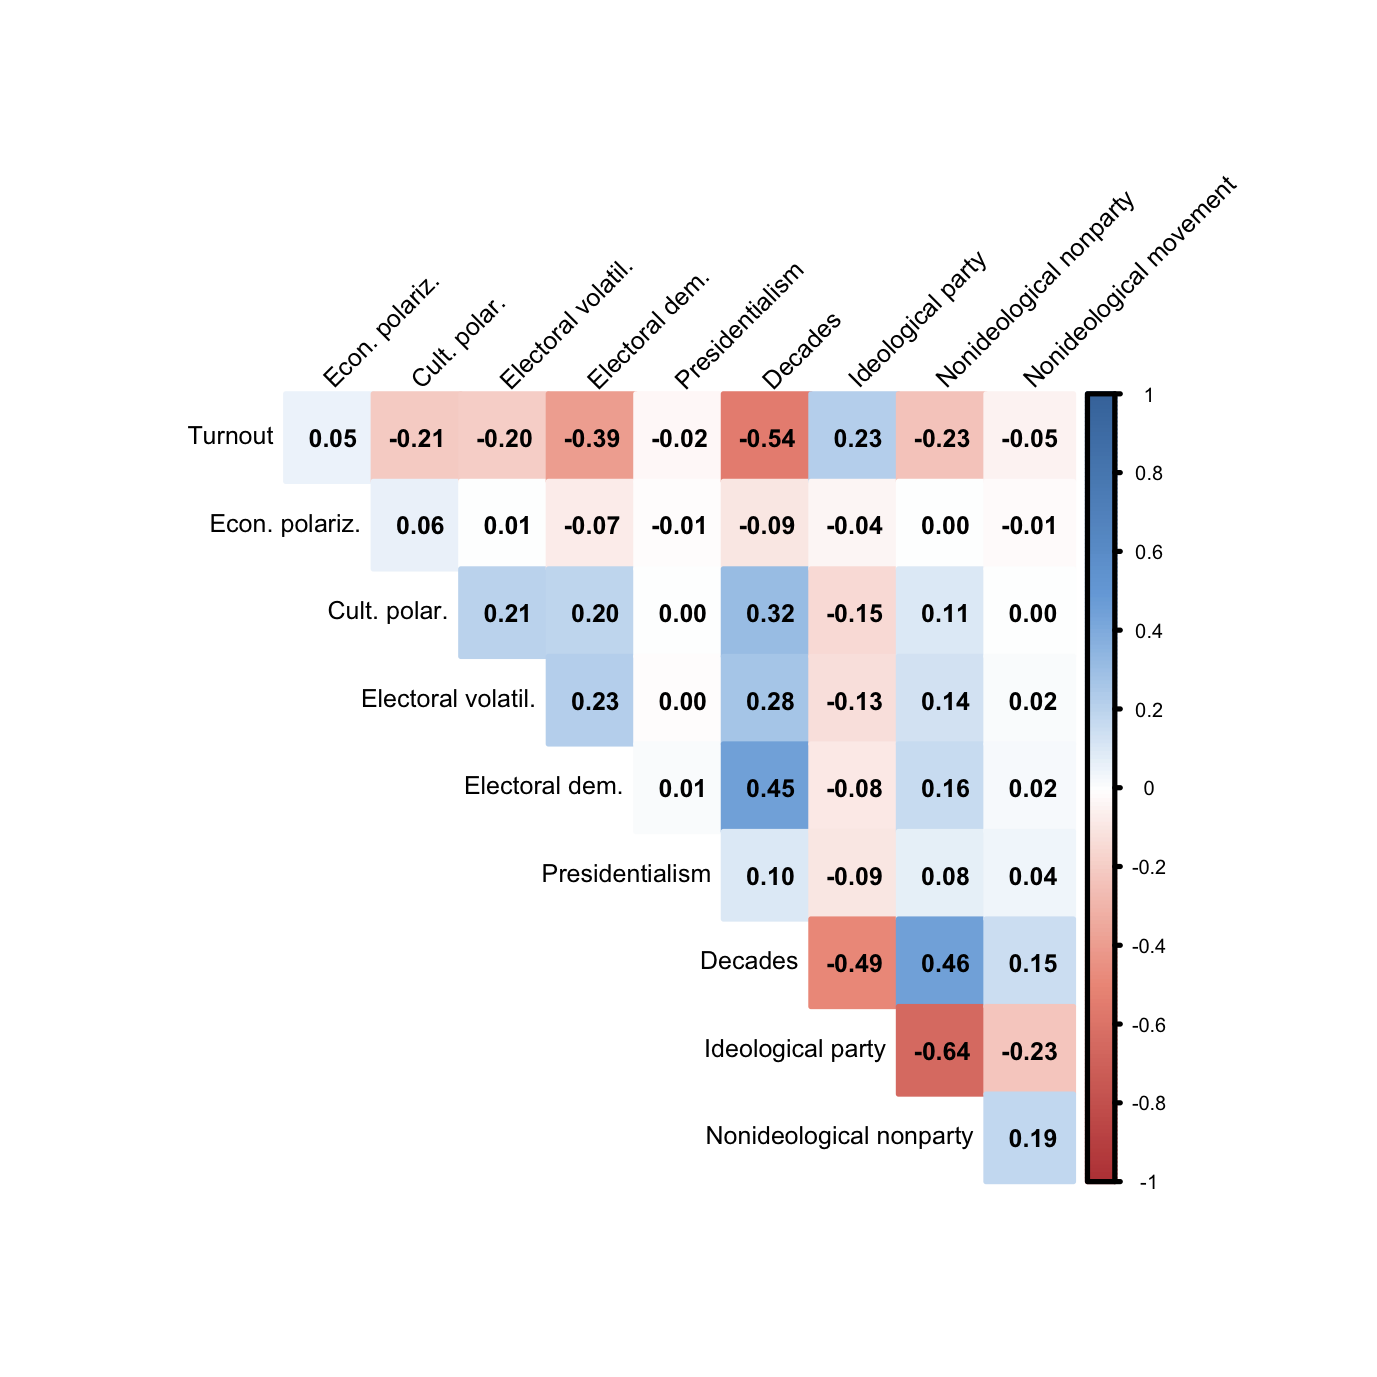 Econ. polariz.
Cult. polar.
Electoral volatil.
Electoral dem.
Presidentialism
Decades
Ideological party
Nonideological nonparty
Nonideological movement
Turnout 0.05 -0.21 -0.20 -0.39 -0.02 -0.54 0.23 -0.23 -0.05
Econ. polariz. 0.06 0.01 -0.07 -0.01 -0.09 -0.04 0.00 -0.01
Cult. polar. 0.21 0.20 0.00 0.32 -0.15 0.11 0.00
Electoral volatil. 0.23 0.00 0.28 -0.13 0.14 0.02
Electoral dem. 0.01 0.45 -0.08 0.16 0.02
Presidentialism 0.10 -0.09 0.08 0.04
Decades -0.49 0.46 0.15
Ideological party -0.64 -0.23
Nonideological nonparty 0.19
1
0.8
0.6
0.4
0.2
0
-0.2
-0.4
-0.6
-0.8
-1